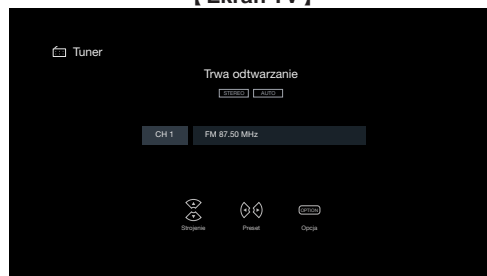 【 Ekran TV 】
Tuner
Trwa odtwarzanie
STEREO AUTO
CH 1 FM 87.50 MHz
OPTION
Strojenie Preset Opcja